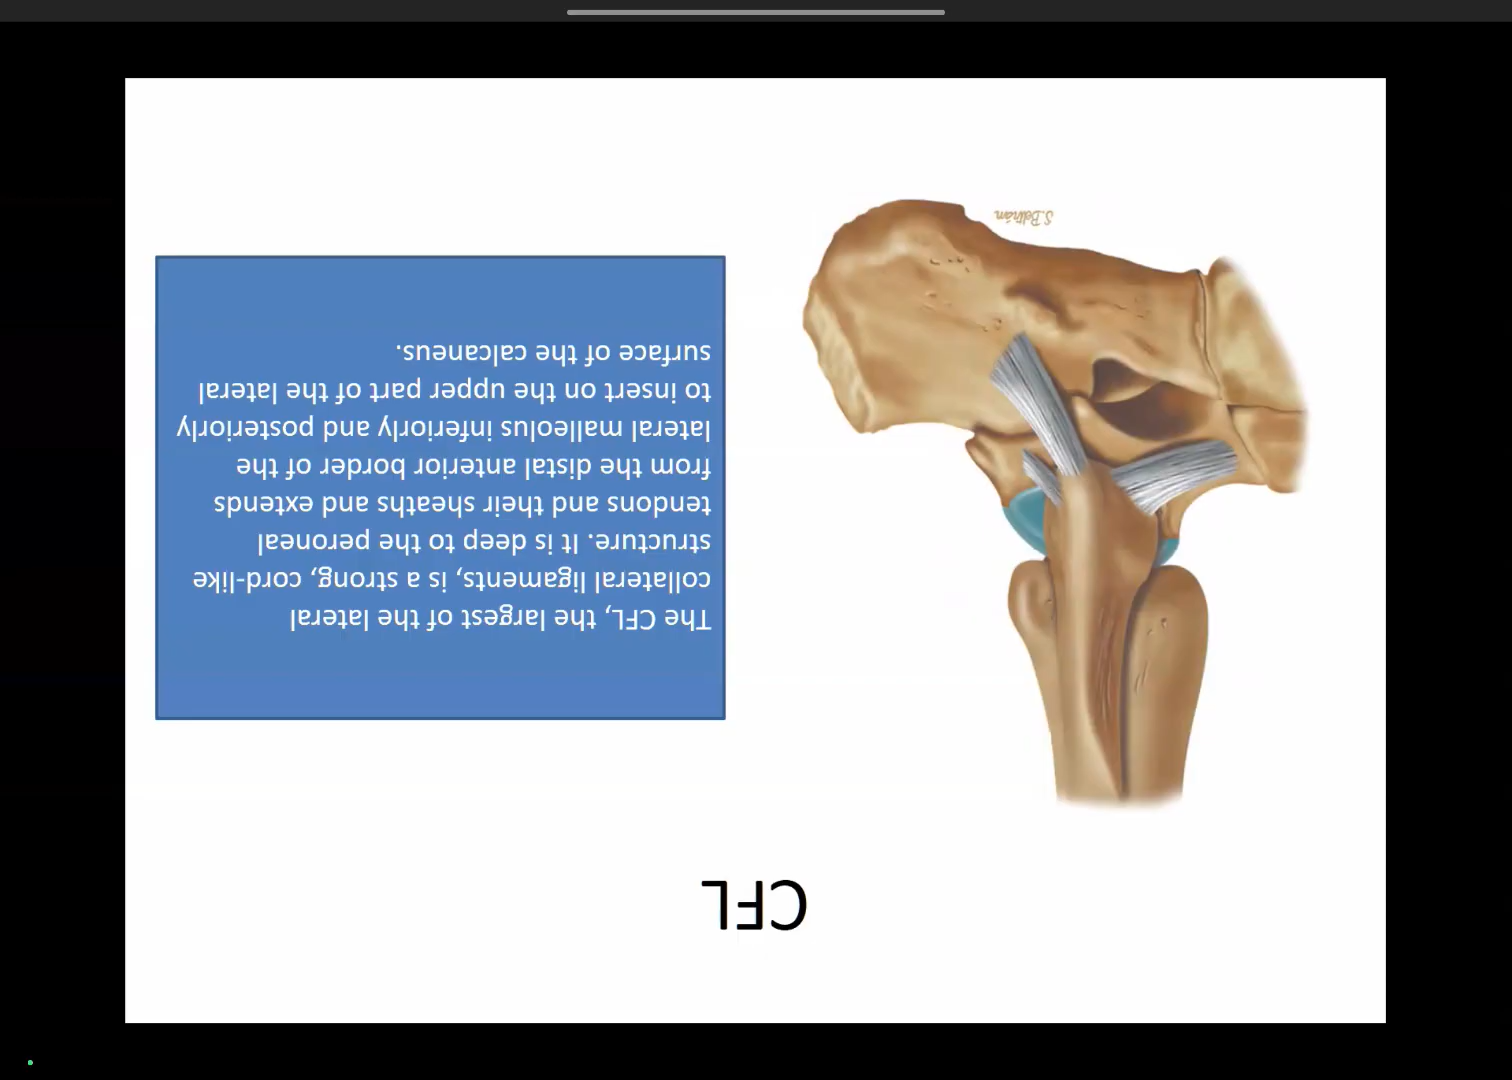 CFL
The CFL, the largest of the lateral
collateral ligaments, is a strong, cord-like
structure. It is deep to the peroneal
tendons and their sheaths and extends
from the distal anterior border of the
lateral malleolus inferiorly and posteriorly
to insert on the upper part of the lateral
surface of the calcaneus.
S.Beltrán